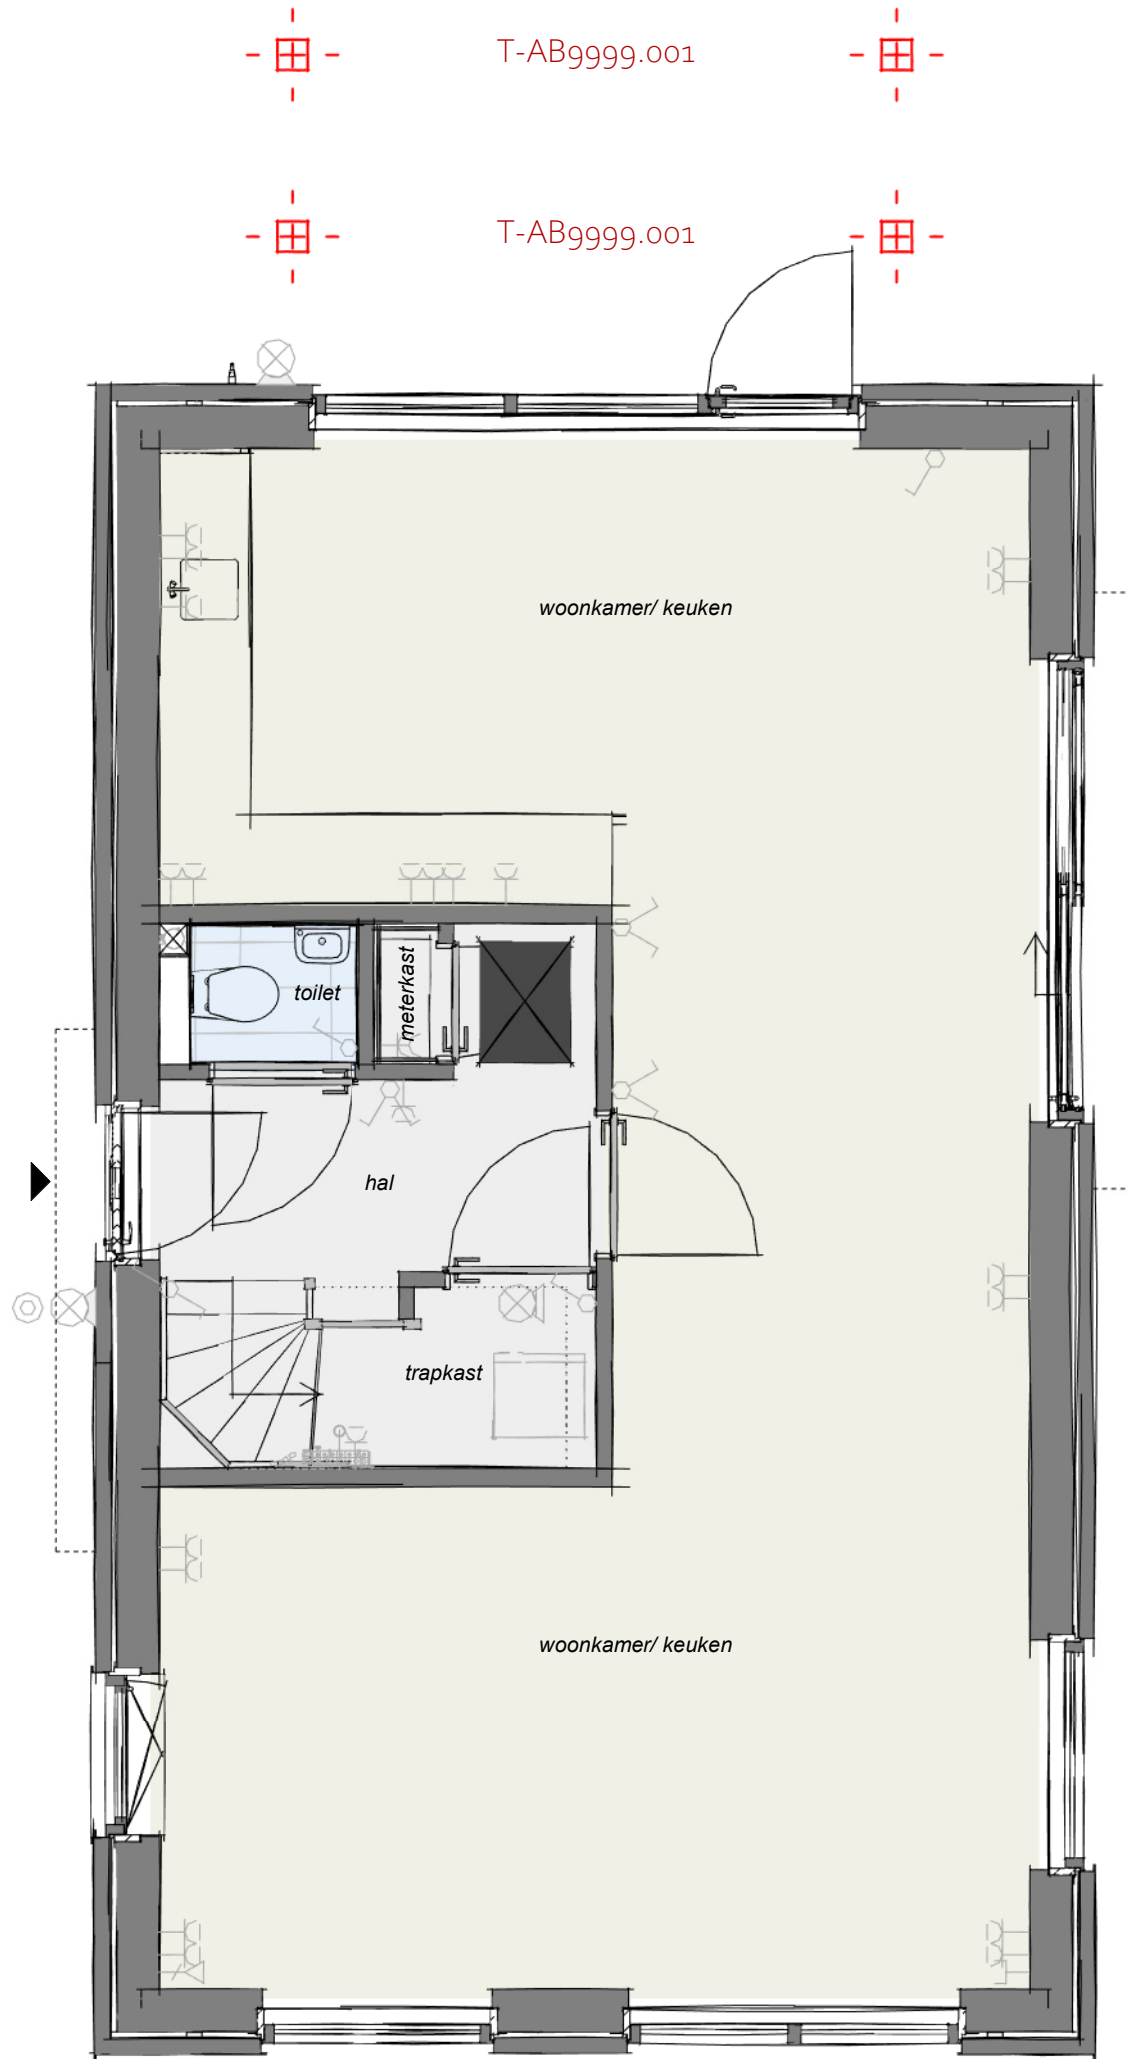 T-AB9999.001
T-AB9999.001
woonkamer/ keuken
toilet
meterkast
hal
trapkast
woonkamer/ keuken